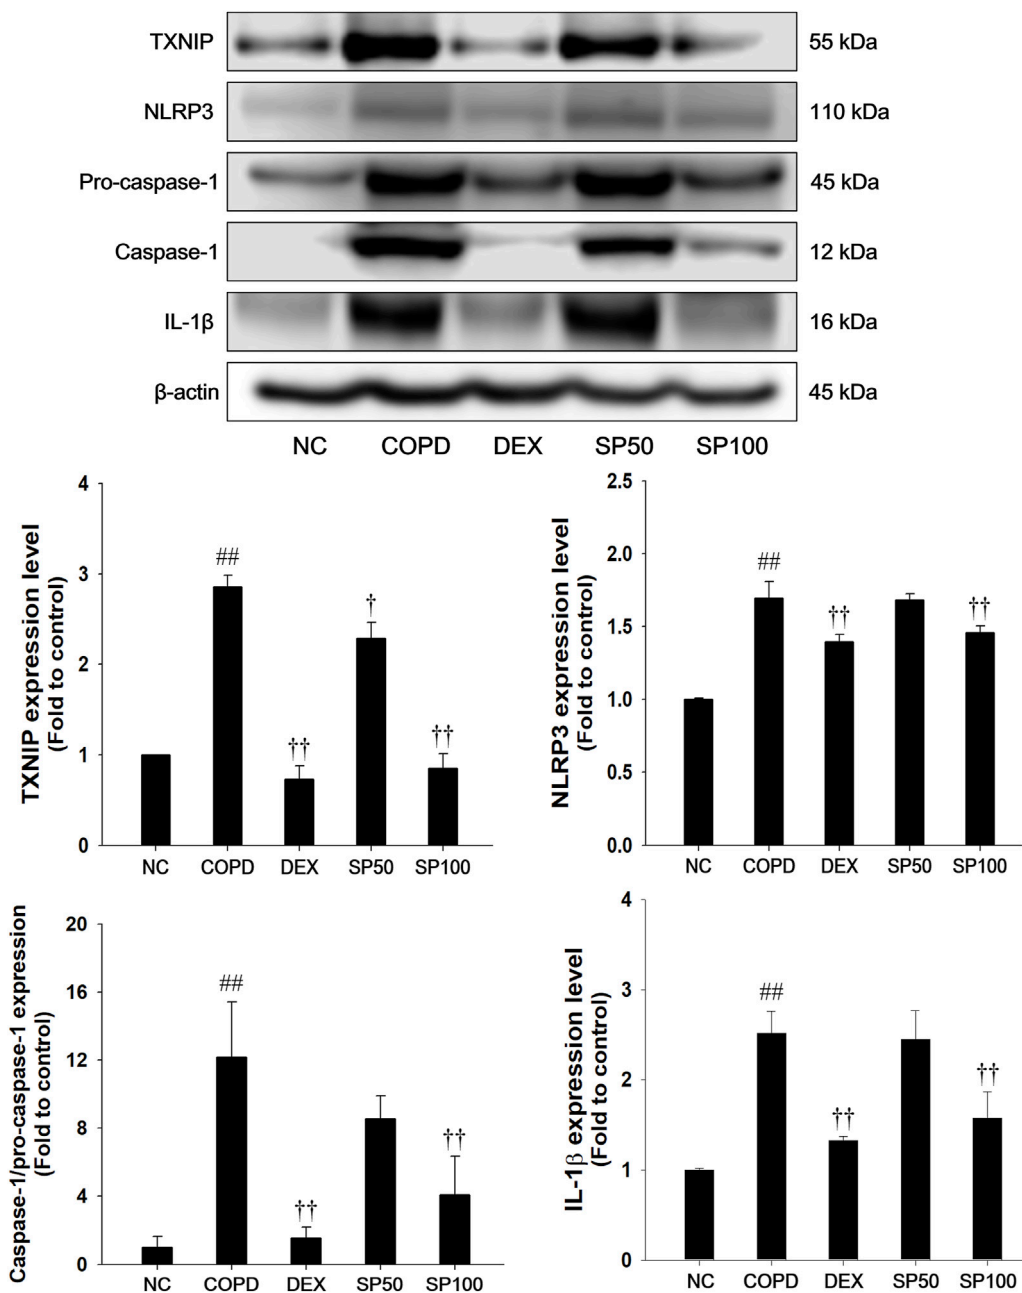 TXNIP 55 kDa
NLRP3 110 kDa
Pro-caspase-1 45 kDa
Caspase-1 12 kDa
IL-1β 16 kDa
β-actin 45 kDa
NC COPD DEX SP50 SP100
TXNIP expression level
(Fold to control)
4
3
2
1
0
##
††
†
††
NC COPD DEX SP50 SP100
NLRP3 expression level
(Fold to control)
2.5
2.0
1.5
1.0
0.5
0.0
##
††
††
NC COPD DEX SP50 SP100
Caspase-1/pro-caspase-1 expression
(Fold to control)
20
16
12
8
4
0
##
††
††
NC COPD DEX SP50 SP100
IL-1β expression level
(Fold to control)
4
3
2
1
0
##
††
††
NC COPD DEX SP50 SP100